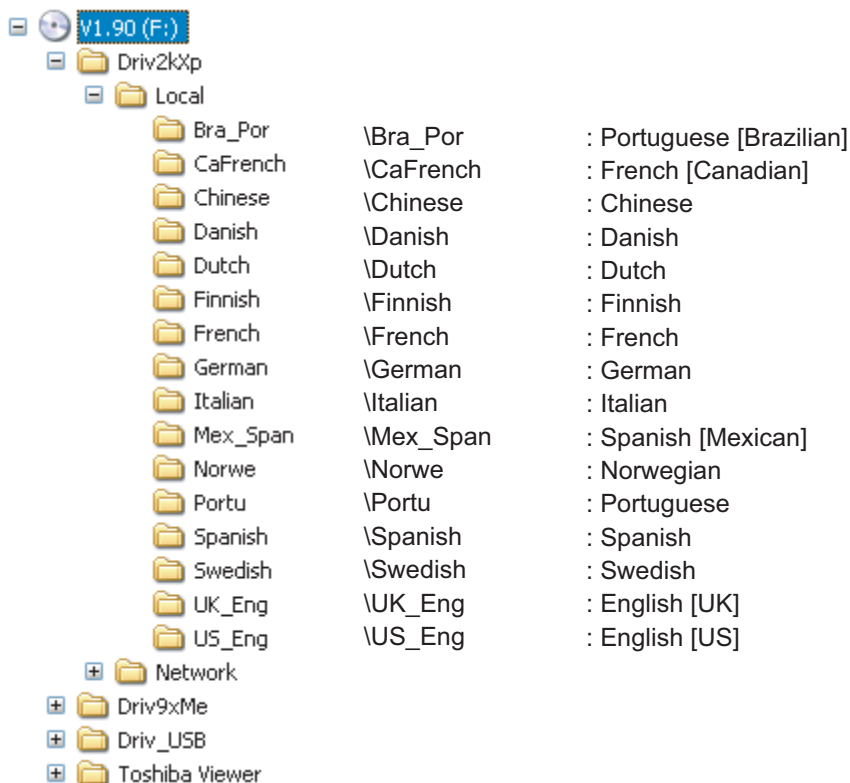 V1.90 (F:)
Driv2kXp
Local
Bra_Por \Bra_Por : Portuguese [Brazilian]
CaFrench \CaFrench : French [Canadian]
Chinese \Chinese : Chinese
Danish \Danish : Danish
Dutch \Dutch : Dutch
Finnish \Finnish : Finnish
French \French : French
German \German : German
Italian \Italian : Italian
Mex_Span \Mex_Span : Spanish [Mexican]
Norwe \Norwe : Norwegian
Portu \Portu : Portuguese
Spanish \Spanish : Spanish
Swedish \Swedish : Swedish
UK_Eng \UK_Eng : English [UK]
US_Eng \US_Eng : English [US]
Network
Driv9xMe
Driv_USB
Toshiba Viewer